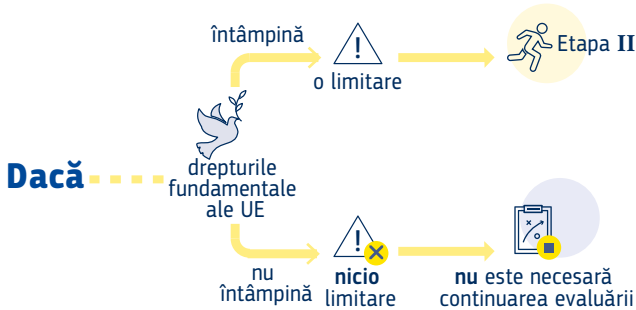 întâmpină
o limitare
Etapa II
Dacă
drepturile
fundamentale
ale UE
nu
întâmpină
nicio
limitare
nu este necesară
continuarea evaluării